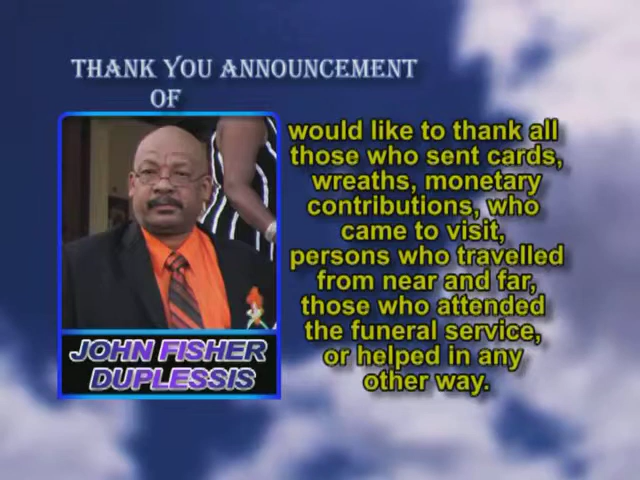 THANK YOU ANNOUNCEMENT
OF
JOHN FISHER
DUPLESSIS
would like to thank all
those who sent cards,
wreaths, monetary
contributions, who
came to visit,
persons who travelled
from near and far,
those who attended
the funeral service,
or helped in any
other way.